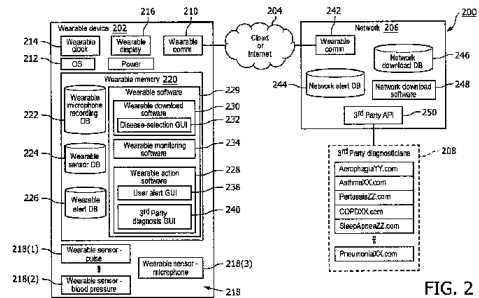 Wearable device 202
216
210
204
242
200
214
Wearable clock
Wearable display
Wearable comm
Cloud or Internet
Network 206
Wearable comm
212
OS
Power
Network download DB
246
Wearable memory 220
244
Network alert DB
Network download software
248
222
Wearable microphone recording DB
Wearable software
229
Wearable download software
230
Disease-selection GUI
232
3rd Party API
250
224
Wearable sensor DB
Wearable monitoring software
234
3rd Party diagnosticians
208
AerophagiaYY.com
AsthmaXX.com
PertussisZZ.com
COPDXX.com
SleepApneaZZ.com
PneumoniaXX.com
226
Wearable alert DB
Wearable action software
228
User alert GUI
238
3rd Party diagnosis GUI
240
218(1)
Wearable sensor - pulse
Wearable sensor - microphone
218(3)
218(2)
Wearable sensor - blood pressure
218
FIG. 2